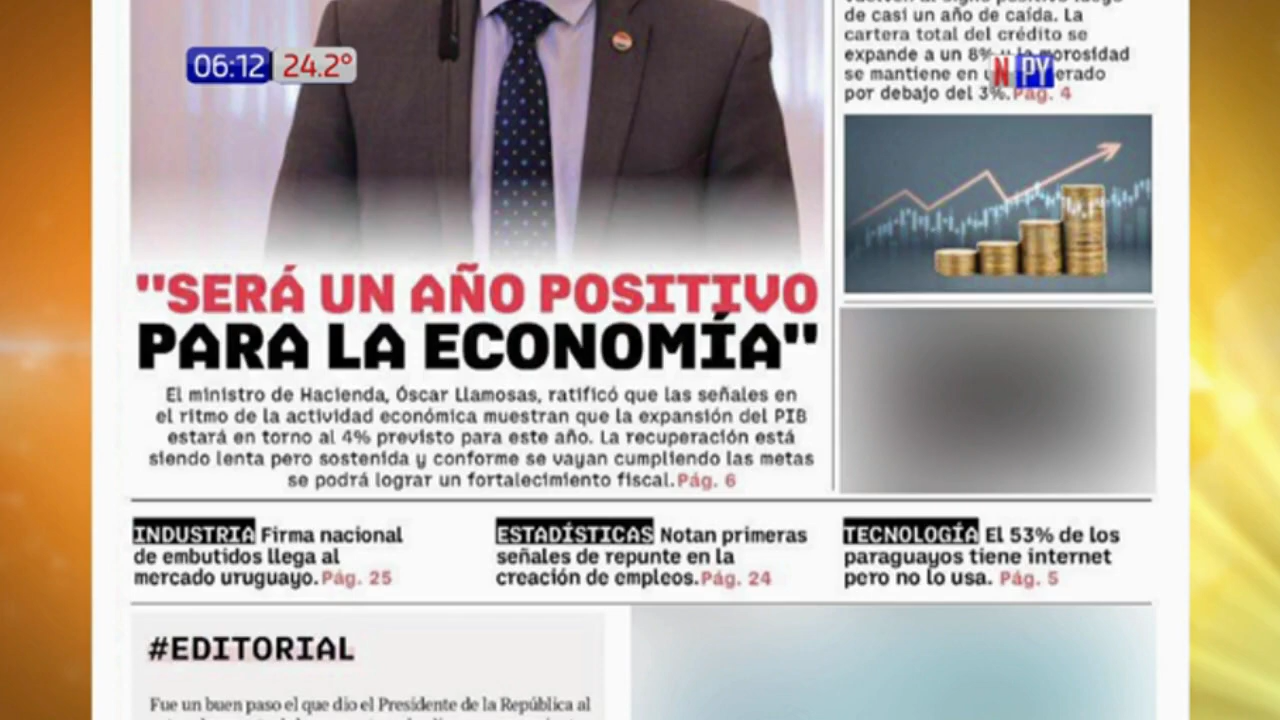 06:12 24.2°
"SERÁ UN AÑO POSITIVO
PARA LA ECONOMÍA"
El ministro de Hacienda, Óscar Llamosas, ratificó que las señales en
el ritmo de la actividad económica muestran que la expansión del PIB
estará en torno al 4% previsto para este año. La recuperación está
siendo lenta pero sostenida y conforme se vayan cumpliendo las metas
se podrá lograr un fortalecimiento fiscal. Pág. 6
de casi un año de caída. La
cartera total del crédito se
expande a un 8% y la morosidad
se mantiene en
por debajo del 3%. Pág. 4
N PY
INDUSTRIA Firma nacional
de embutidos llega al
mercado uruguayo. Pág. 25
ESTADÍSTICAS Notan primeras
señales de repunte en la
creación de empleos. Pág. 24
TECNOLOGÍA El 53% de los
paraguayos tiene internet
pero no lo usa. Pág. 5
#EDITORIAL
Fue un buen paso el que dio el Presidente de la República al